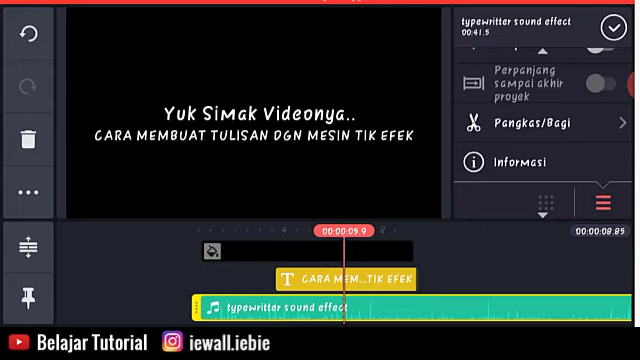 typewritter sound effect
00:41.5
Perpanjang
sampai akhir
proyek
Pangkas/Bagi
Informasi
Yuk Simak Videonya..
CARA MEMBUAT TULISAN DGN MESIN TIK EFEK
4
00:00:05.9
8
00:00:08.85
T CARA MEM...TIK EFEK
typewritter sound effect
Belajar Tutorial
iewall.iebie